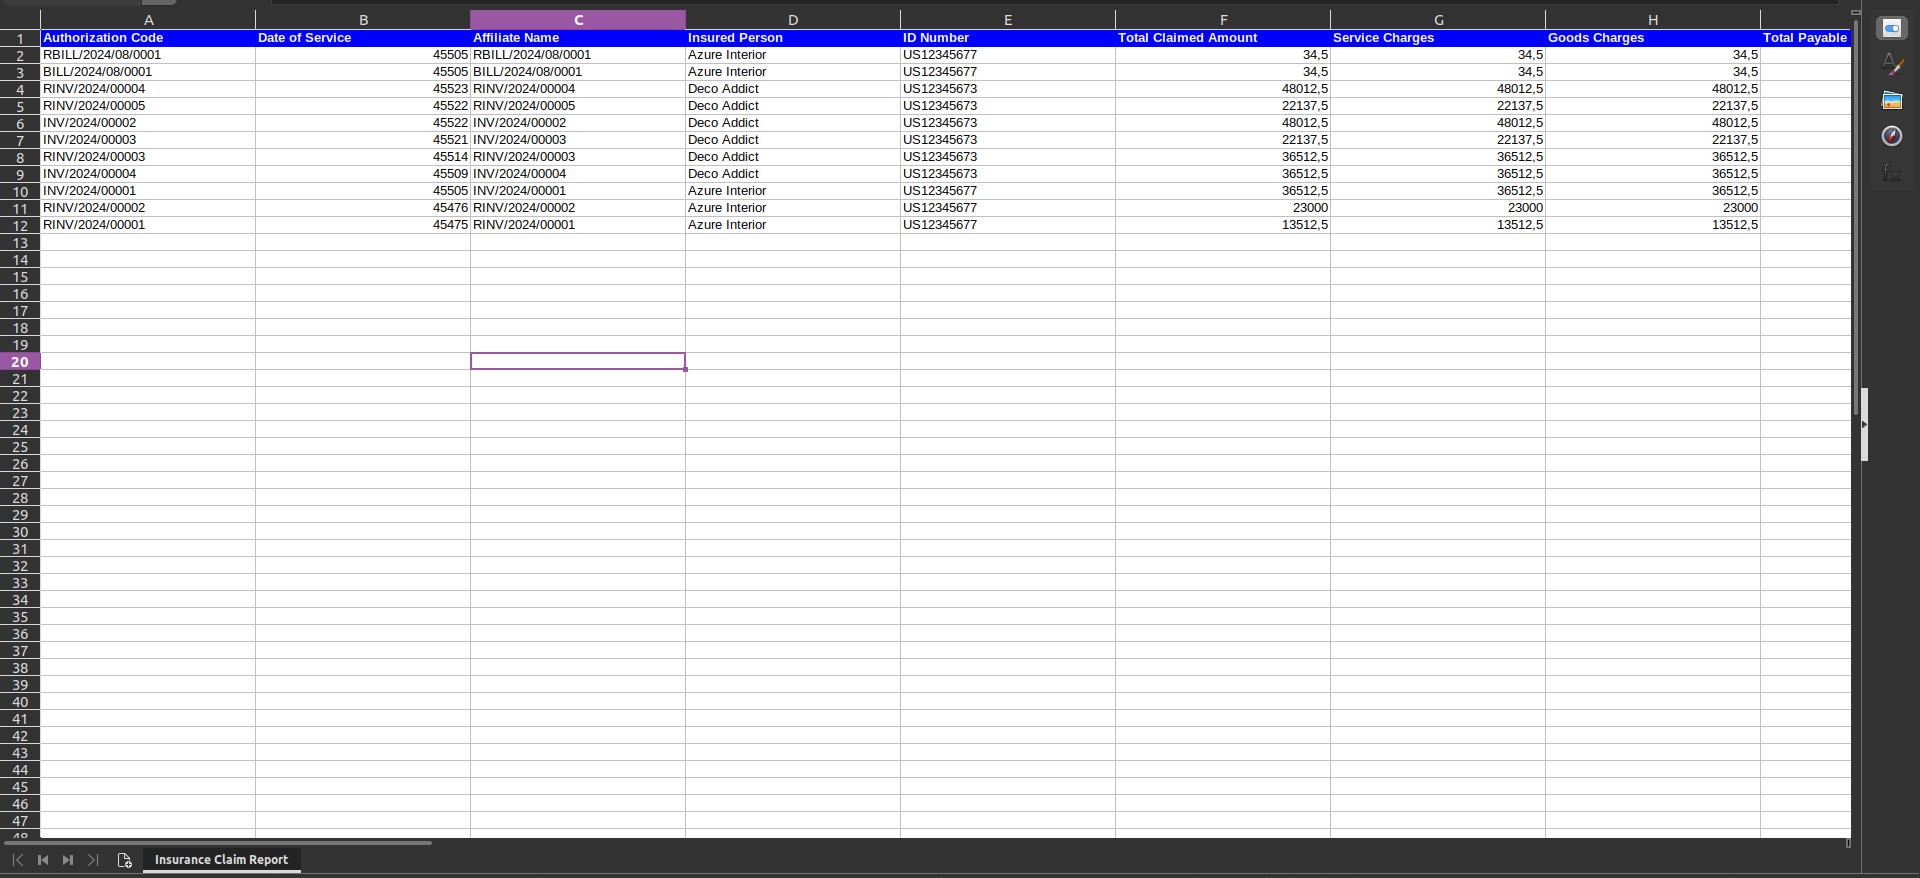 A B C D E F G H
1 Authorization Code Date of Service Affiliate Name Insured Person ID Number Total Claimed Amount Service Charges Goods Charges Total Payable
2 RBILL/2024/08/0001 45505 RBILL/2024/08/0001 Azure Interior US12345677 34,5 34,5 34,5
3 BILL/2024/08/0001 45505 BILL/2024/08/0001 Azure Interior US12345677 34,5 34,5 34,5
4 RINV/2024/00004 45523 RINV/2024/00004 Deco Addict US12345673 48012,5 48012,5 48012,5
5 RINV/2024/00005 45522 RINV/2024/00005 Deco Addict US12345673 22137,5 22137,5 22137,5
6 INV/2024/00002 45522 INV/2024/00002 Deco Addict US12345673 48012,5 48012,5 48012,5
7 INV/2024/00003 45521 INV/2024/00003 Deco Addict US12345673 22137,5 22137,5 22137,5
8 RINV/2024/00003 45514 RINV/2024/00003 Deco Addict US12345673 36512,5 36512,5 36512,5
9 INV/2024/00004 45509 INV/2024/00004 Deco Addict US12345673 36512,5 36512,5 36512,5
10 INV/2024/00001 45505 INV/2024/00001 Azure Interior US12345677 36512,5 36512,5 36512,5
11 RINV/2024/00002 45476 RINV/2024/00002 Azure Interior US12345677 23000 23000 23000
12 RINV/2024/00001 45475 RINV/2024/00001 Azure Interior US12345677 13512,5 13512,5 13512,5
13
14
15
16
17
18
19
20
21
22
23
24
25
26
27
28
29
30
31
32
33
34
35
36
37
38
39
40
41
42
43
44
45
46
47
48
Insurance Claim Report